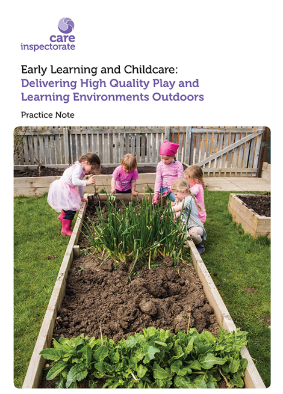 care
inspectorate
Early Learning and Childcare:
Delivering High Quality Play and
Learning Environments Outdoors
Practice Note